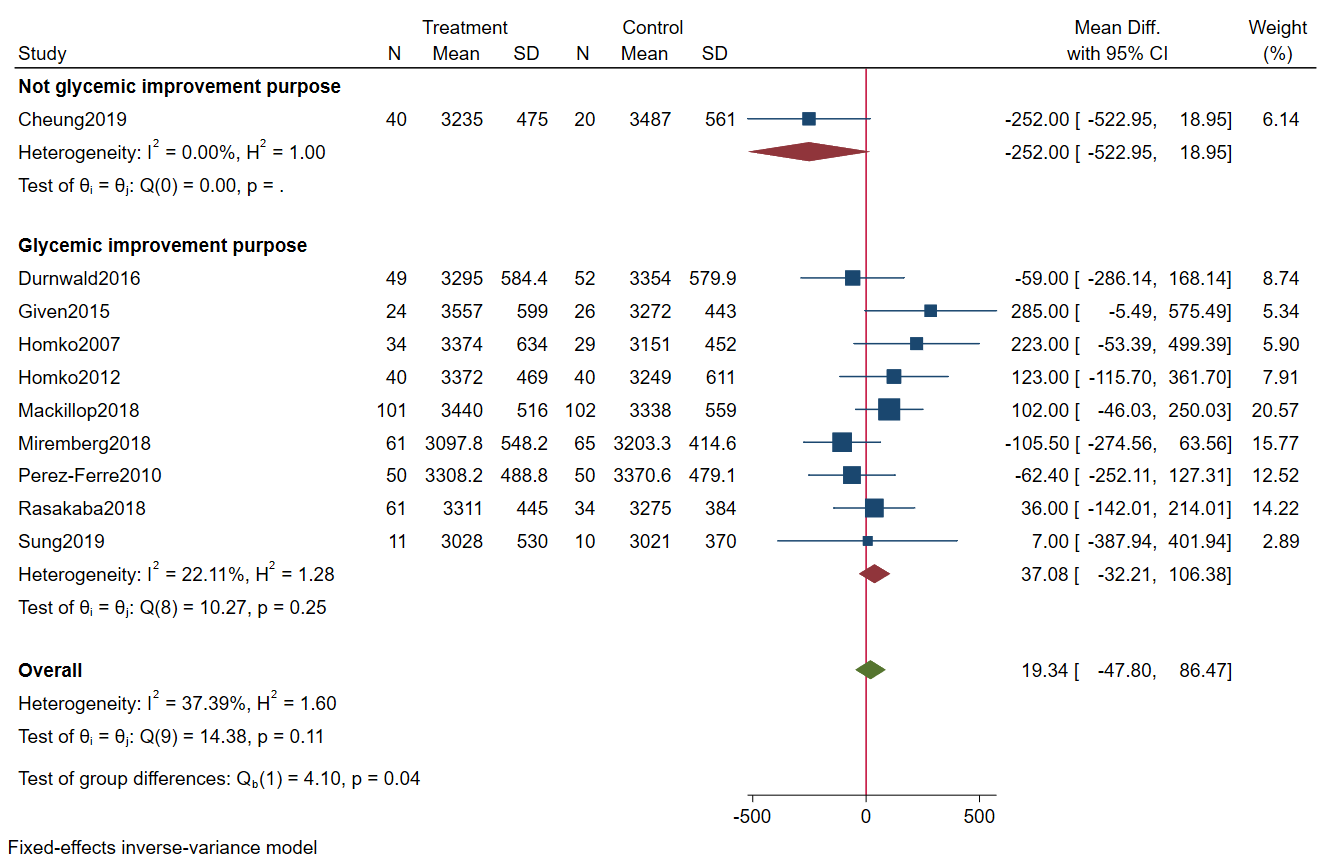 Treatment Control Mean Diff. Weight
Study N Mean SD N Mean SD with 95% CI (%)
Not glycemic improvement purpose
Cheung2019 40 3235 475 20 3487 561 -252.00 [ -522.95, 18.95] 6.14
Heterogeneity: I² = 0.00%, H² = 1.00 -252.00 [ -522.95, 18.95]
Test of θᵢ = θⱼ: Q(0) = 0.00, p = .
Glycemic improvement purpose
Durnwald2016 49 3295 584.4 52 3354 579.9 -59.00 [ -286.14, 168.14] 8.74
Given2015 24 3557 599 26 3272 443 285.00 [ -5.49, 575.49] 5.34
Homko2007 34 3374 634 29 3151 452 223.00 [ -53.39, 499.39] 5.90
Homko2012 40 3372 469 40 3249 611 123.00 [ -115.70, 361.70] 7.91
Mackillop2018 101 3440 516 102 3338 559 102.00 [ -46.03, 250.03] 20.57
Miremberg2018 61 3097.8 548.2 65 3203.3 414.6 -105.50 [ -274.56, 63.56] 15.77
Perez-Ferre2010 50 3308.2 488.8 50 3370.6 479.1 -62.40 [ -252.11, 127.31] 12.52
Rasakaba2018 61 3311 445 34 3275 384 36.00 [ -142.01, 214.01] 14.22
Sung2019 11 3028 530 10 3021 370 7.00 [ -387.94, 401.94] 2.89
Heterogeneity: I² = 22.11%, H² = 1.28 37.08 [ -32.21, 106.38]
Test of θᵢ = θⱼ: Q(8) = 10.27, p = 0.25
Overall 19.34 [ -47.80, 86.47]
Heterogeneity: I² = 37.39%, H² = 1.60
Test of θᵢ = θⱼ: Q(9) = 14.38, p = 0.11
Test of group differences: Q_b(1) = 4.10, p = 0.04
-500 0 500
Fixed-effects inverse-variance model